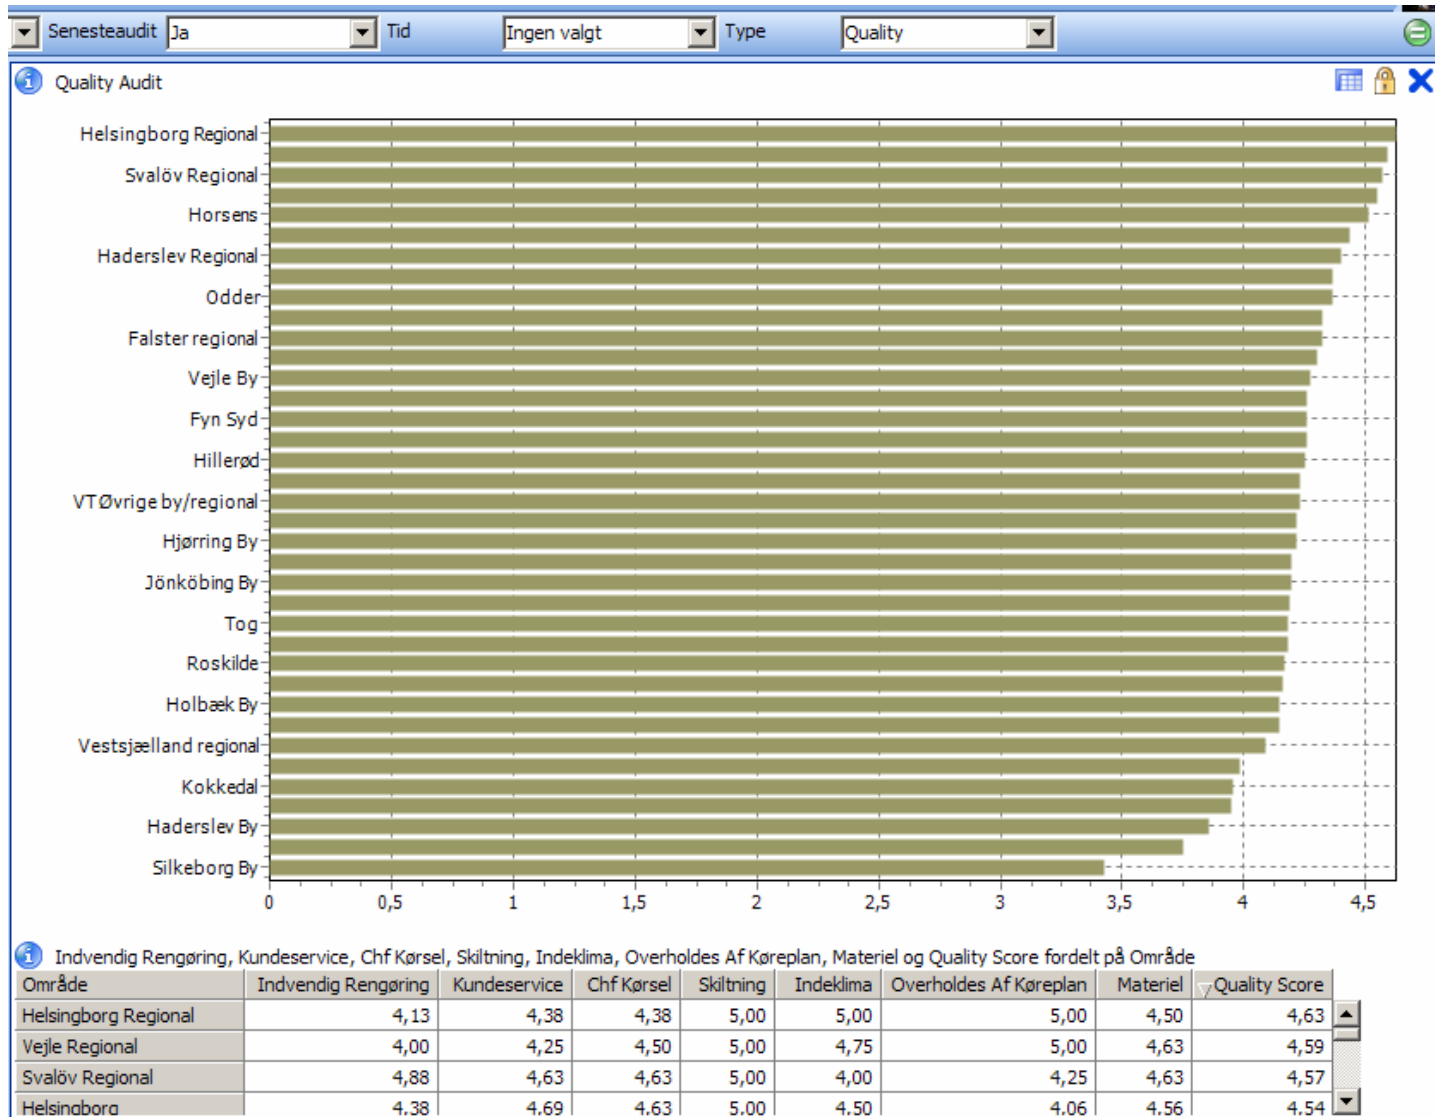 Senesteaudit Ja Tid Ingen valgt Type Quality
Quality Audit
Helsingborg Regional
Svalöv Regional
Horsens
Haderslev Regional
Odder
Falster regional
Vejle By
Fyn Syd
Hillerød
VT Øvrige by/regional
Hjørring By
Jönköbing By
Tog
Roskilde
Holbæk By
Vestsjælland regional
Kokkedal
Haderslev By
Silkeborg By
0 0,5 1 1,5 2 2,5 3 3,5 4 4,5
Indvendig Rengøring, Kundeservice, Chf Kørsel, Skiltning, Indeklima, Overholdes Af Køreplan, Materiel og Quality Score fordelt på Område
Område Indvendig Rengøring Kundeservice Chf Kørsel Skiltning Indeklima Overholdes Af Køreplan Materiel Quality Score
Helsingborg Regional 4,13 4,38 4,38 5,00 5,00 5,00 4,50 4,63
Vejle Regional 4,00 4,25 4,50 5,00 4,75 5,00 4,63 4,59
Svalöv Regional 4,88 4,63 4,63 5,00 4,00 4,25 4,63 4,57
Helsingborg 4,38 4,69 4,63 5,00 4,50 4,06 4,56 4,54